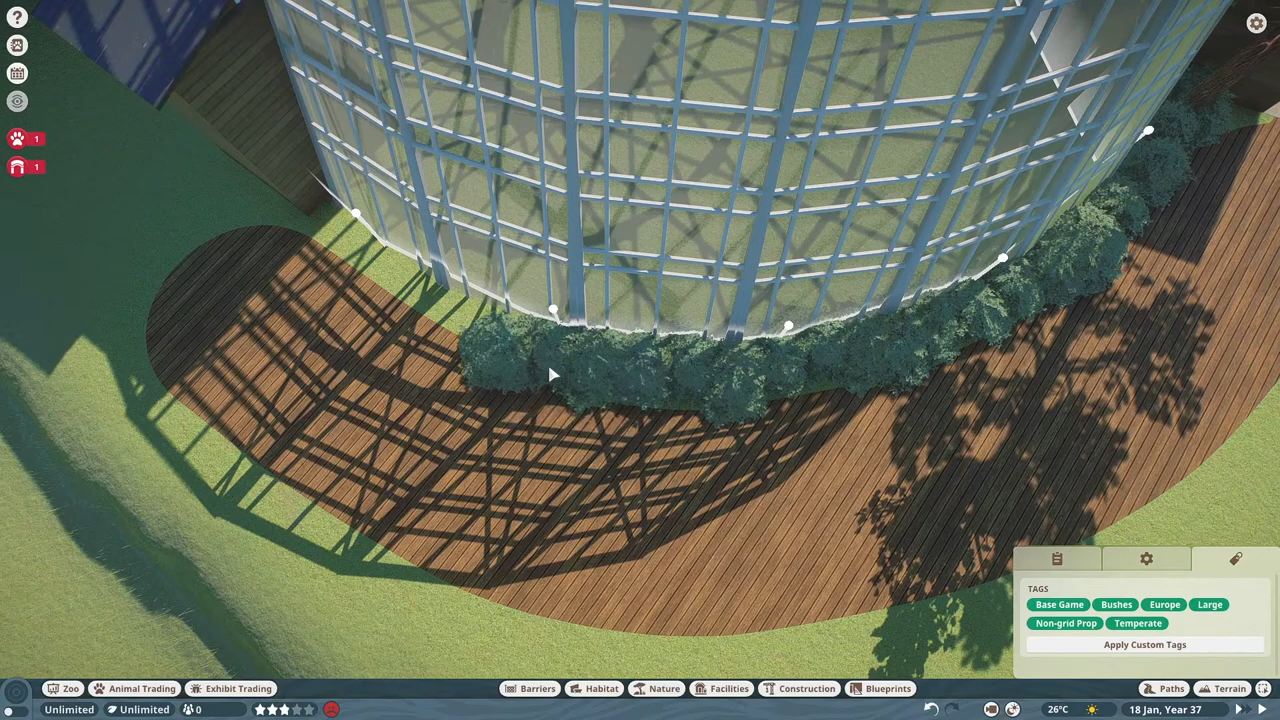 ?
1
1
TAGS
Base Game Bushes Europe Large
Non-grid Prop Temperate
Apply Custom Tags
Zoo Animal Trading Exhibit Trading Barriers Habitat Nature Facilities Construction Blueprints Paths Terrain
Unlimited Unlimited 0 26°C 18 Jan, Year 37